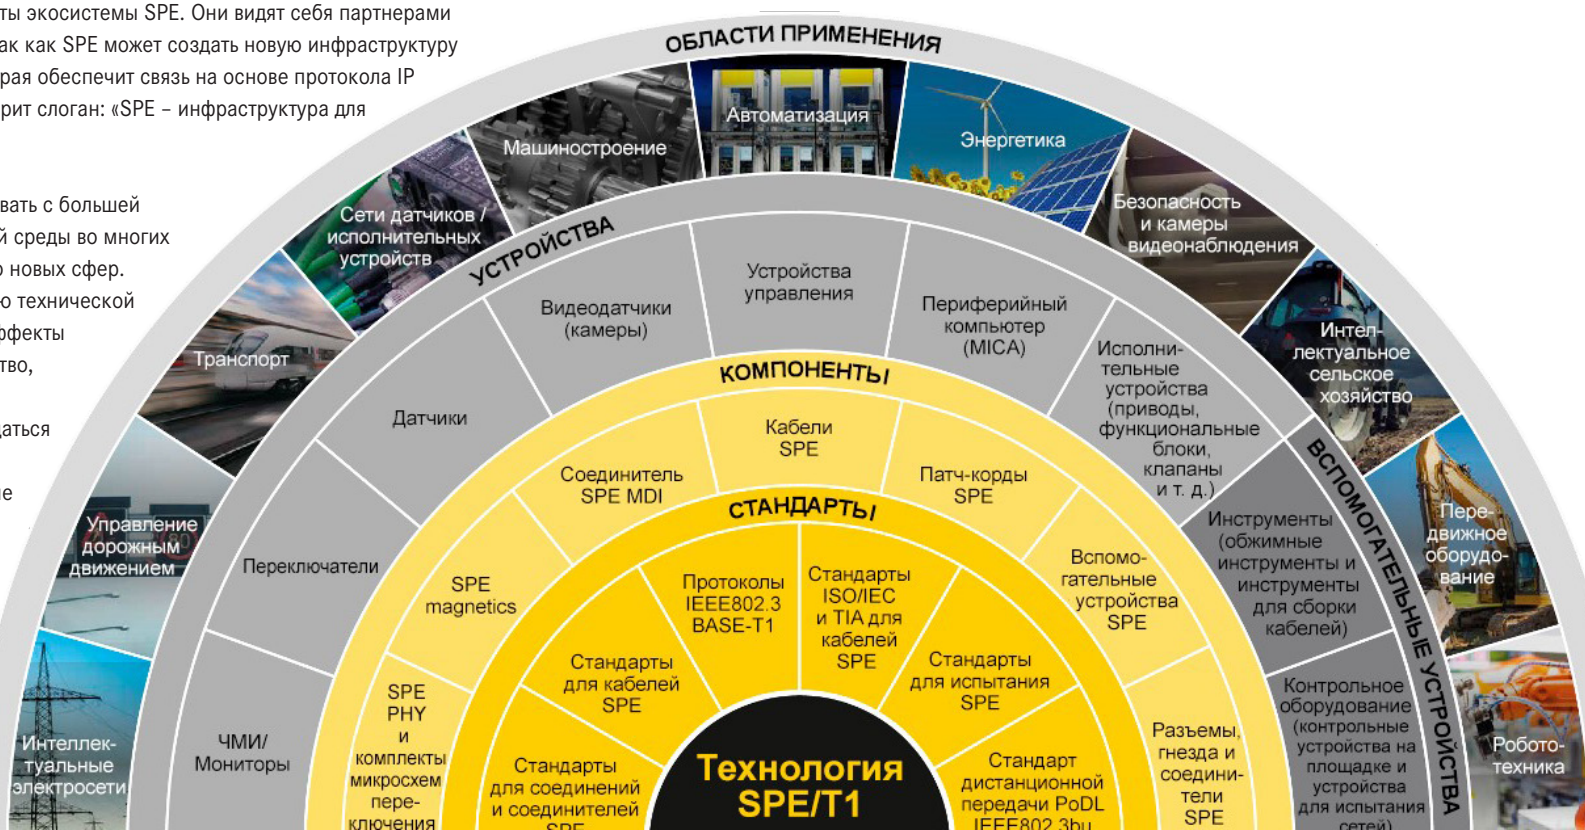 ты экосистемы SPE. Они видят себя партнерами
ак как SPE может создать новую инфраструктуру
рая обеспечит связь на основе протокола IP
рит слоган: «SPE – инфраструктура для
вать с большей
й среды во многих
о новых сфер.
ю технической
ффекты
тво,
даться
ые
ОБЛАСТИ ПРИМЕНЕНИЯ
Интеллек-
туальные
электросети
Управление
дорожным
движением
Транспорт
Сети датчиков /
исполнительных
устройств
Машиностроение
Автоматизация
Энергетика
Безопасность
и камеры
видеонаблюдения
Интел-
лектуальное
сельское
хозяйство
Пере-
движное
оборудо-
вание
Робото-
техника
УСТРОЙСТВА
ЧМИ/
Мониторы
Переключатели
Датчики
Видеодатчики
(камеры)
Устройства
управления
Периферийный
компьютер
(MICA)
Исполни-
тельные
устройства
(приводы,
функциональные
блоки,
клапаны
и т. д.)
ВСПОМОГАТЕЛЬНЫЕ УСТРОЙСТВА
Инструменты
(обжимные
инструменты и
инструменты
для сборки
кабелей)
Контрольное
оборудование
(контрольные
устройства на
площадке и
устройства
для испытания
сетей)
КОМПОНЕНТЫ
SPE
PHY
и
комплекты
микросхем
пере-
ключения
SPE
magnetics
Соединитель
SPE MDI
Кабели
SPE
Патч-корды
SPE
Вспомо-
гательные
устройства
SPE
Разъемы,
гнезда и
соедини-
тели
SPE
СТАНДАРТЫ
Стандарты
для соединений
и соединителей
SPE
Стандарты
для кабелей
SPE
Протоколы
IEEE802.3
BASE-T1
Стандарты
ISO/IEC
и TIA для
кабелей
SPE
Стандарты
для испытания
SPE
Стандарт
дистанционной
передачи PoDL
IEEE802.3bu
Технология
SPE/T1